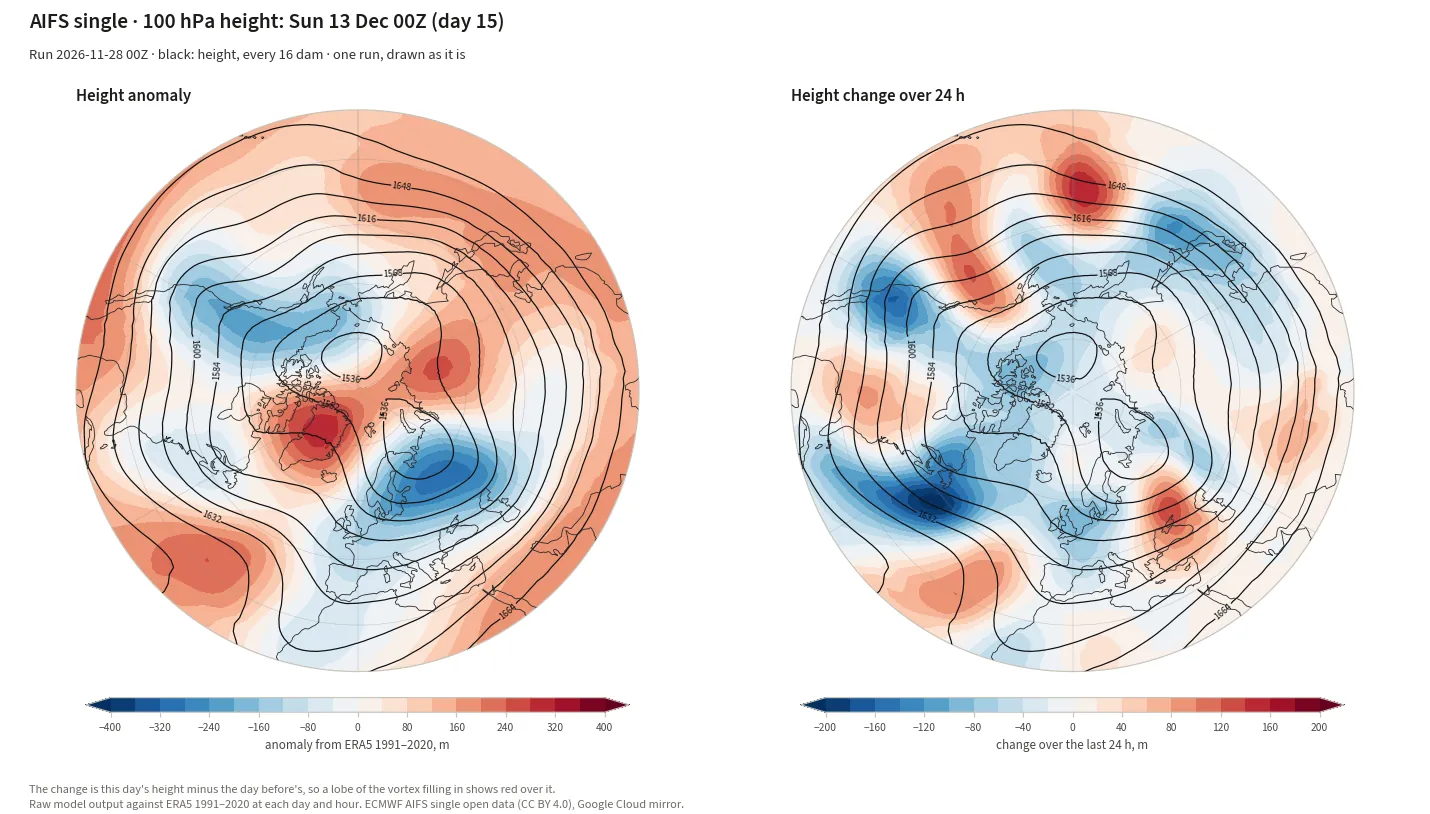 AIFS single · 100 hPa height: Sun 13 Dec 00Z (day 15)
Run 2026-11-28 00Z · black: height, every 16 dam · one run, drawn as it is
Height anomaly
Height change over 24 h
1648
1616
1568
1600
1584
1536
1536
1632
1664
1648
1616
1568
1600
1584
1536
1536
1632
1664
−400 −320 −240 −160 −80 0 80 160 240 320 400
anomaly from ERA5 1991–2020, m
−200 −160 −120 −80 −40 0 40 80 120 160 200
change over the last 24 h, m
The change is this day's height minus the day before's, so a lobe of the vortex filling in shows red over it.
Raw model output against ERA5 1991–2020 at each day and hour. ECMWF AIFS single open data (CC BY 4.0), Google Cloud mirror.